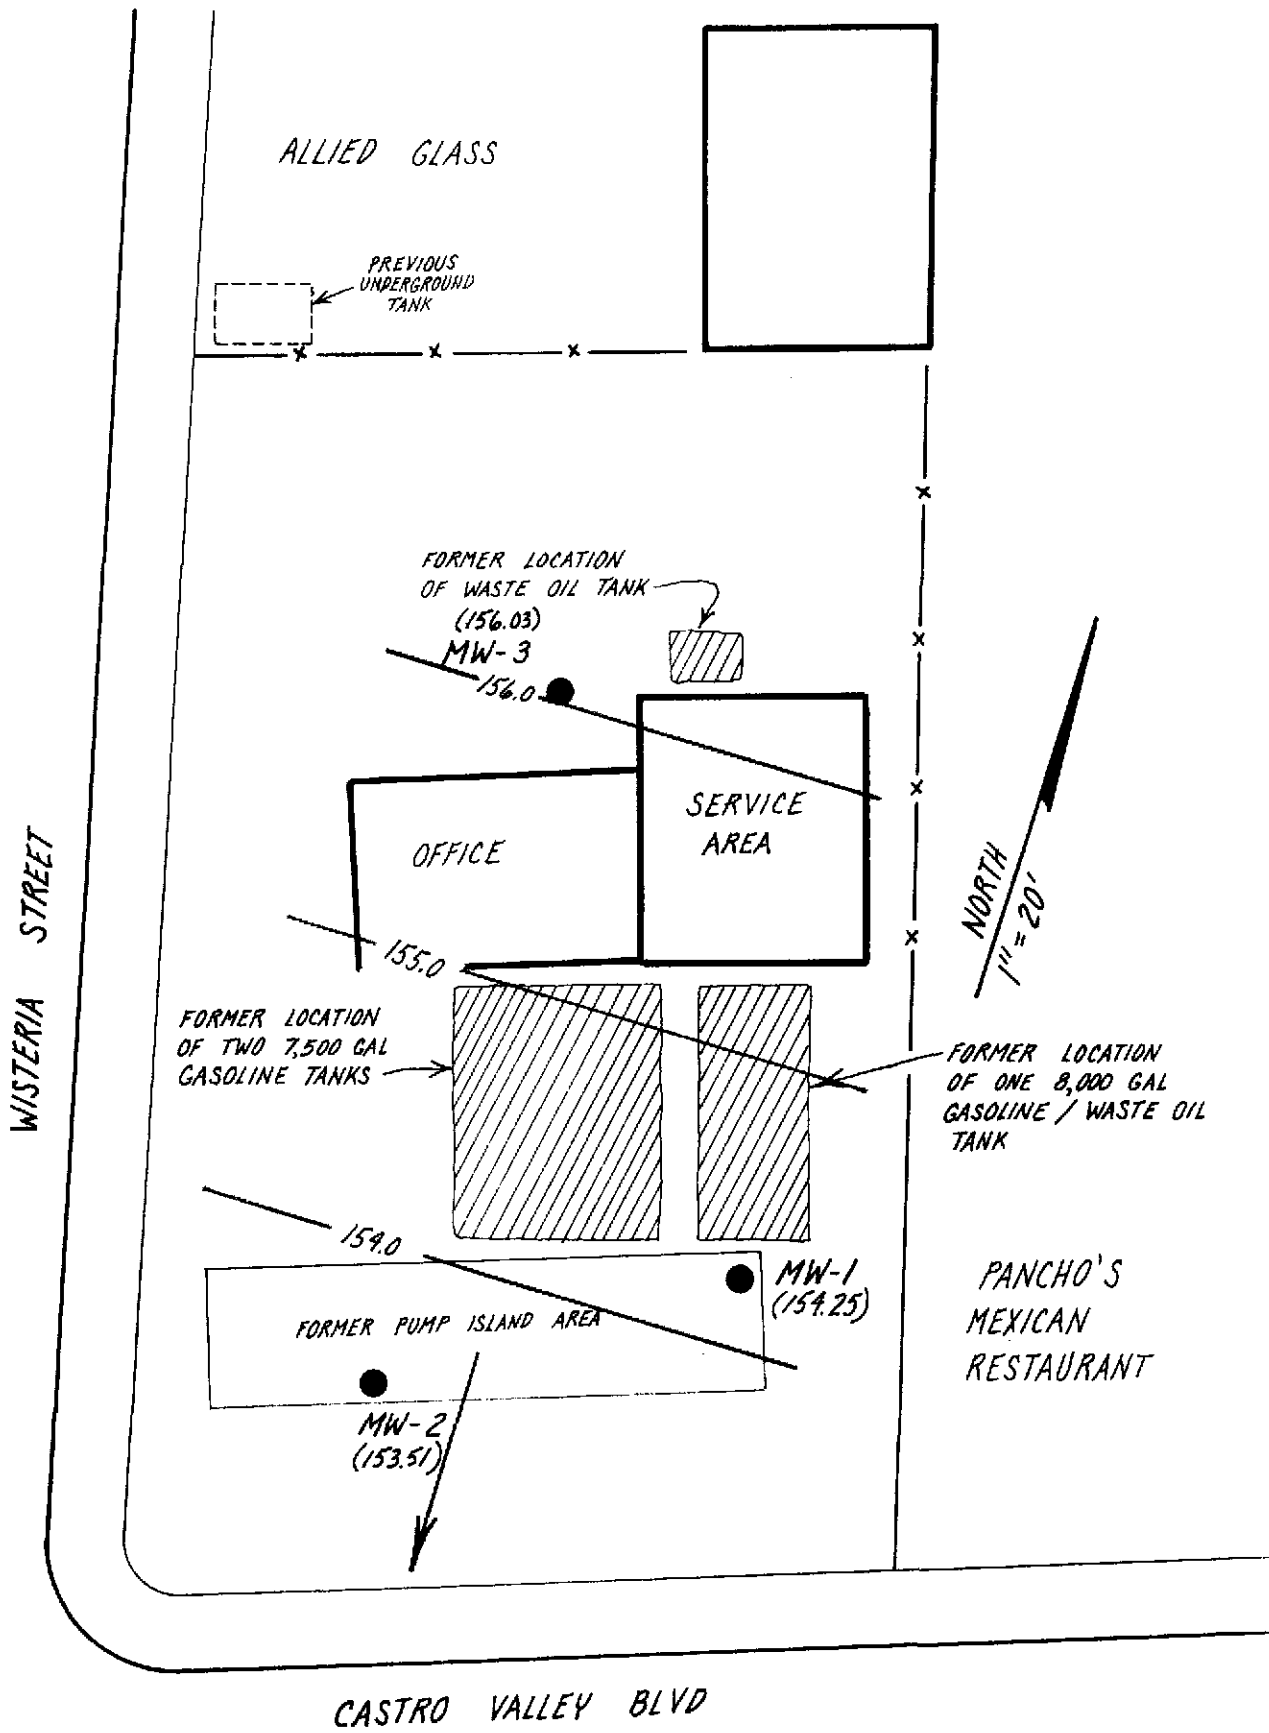 ALLIED GLASS
PREVIOUS
UNDERGROUND
TANK
FORMER LOCATION
OF WASTE OIL TANK
(156.03)
MW-3
156.0
SERVICE
AREA
OFFICE
NORTH
1" = 20'
WISTERIA STREET
155.0
FORMER LOCATION
OF TWO 7,500 GAL
GASOLINE TANKS
FORMER LOCATION
OF ONE 8,000 GAL
GASOLINE / WASTE OIL
TANK
154.0
MW-1
(154.25)
FORMER PUMP ISLAND AREA
PANCHO'S
MEXICAN
RESTAURANT
MW-2
(153.51)
CASTRO VALLEY BLVD